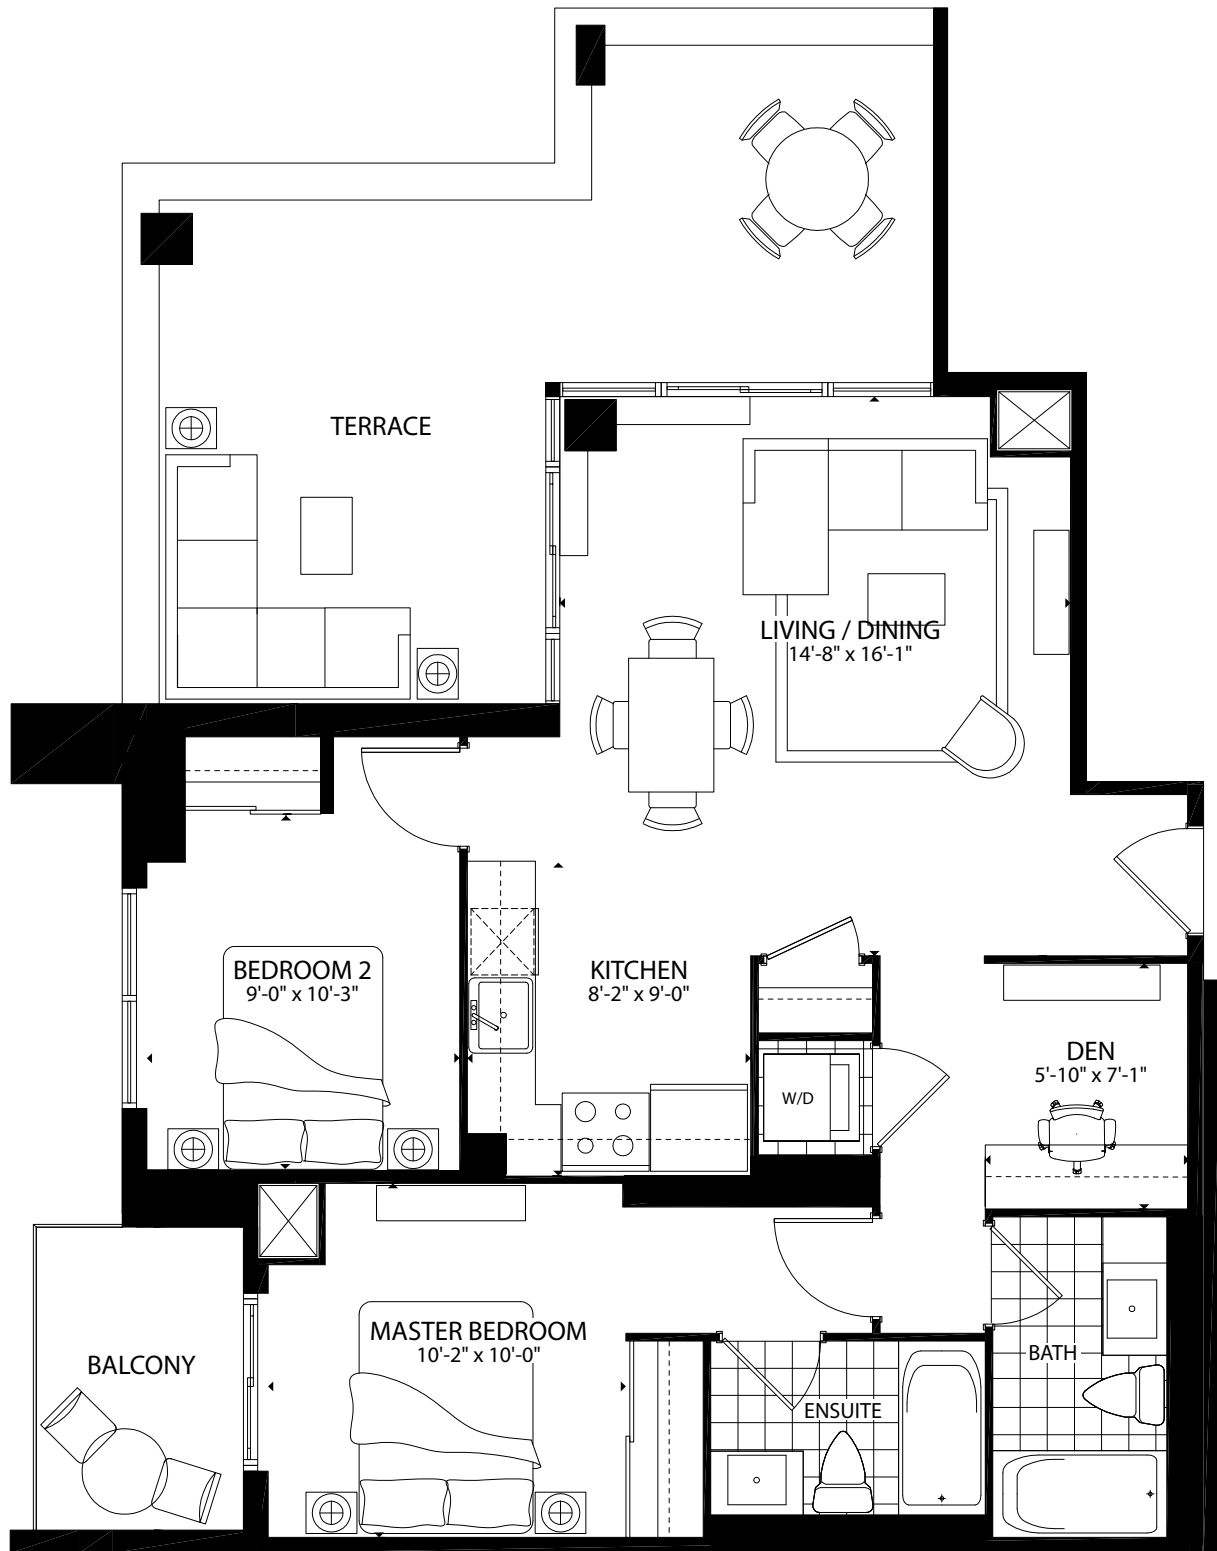 TERRACE
LIVING / DINING
14'-8" x 16'-1"
BEDROOM 2
9'-0" x 10'-3"
KITCHEN
8'-2" x 9'-0"
DEN
5'-10" x 7'-1"
W/D
MASTER BEDROOM
10'-2" x 10'-0"
BALCONY
BATH
ENSUITE